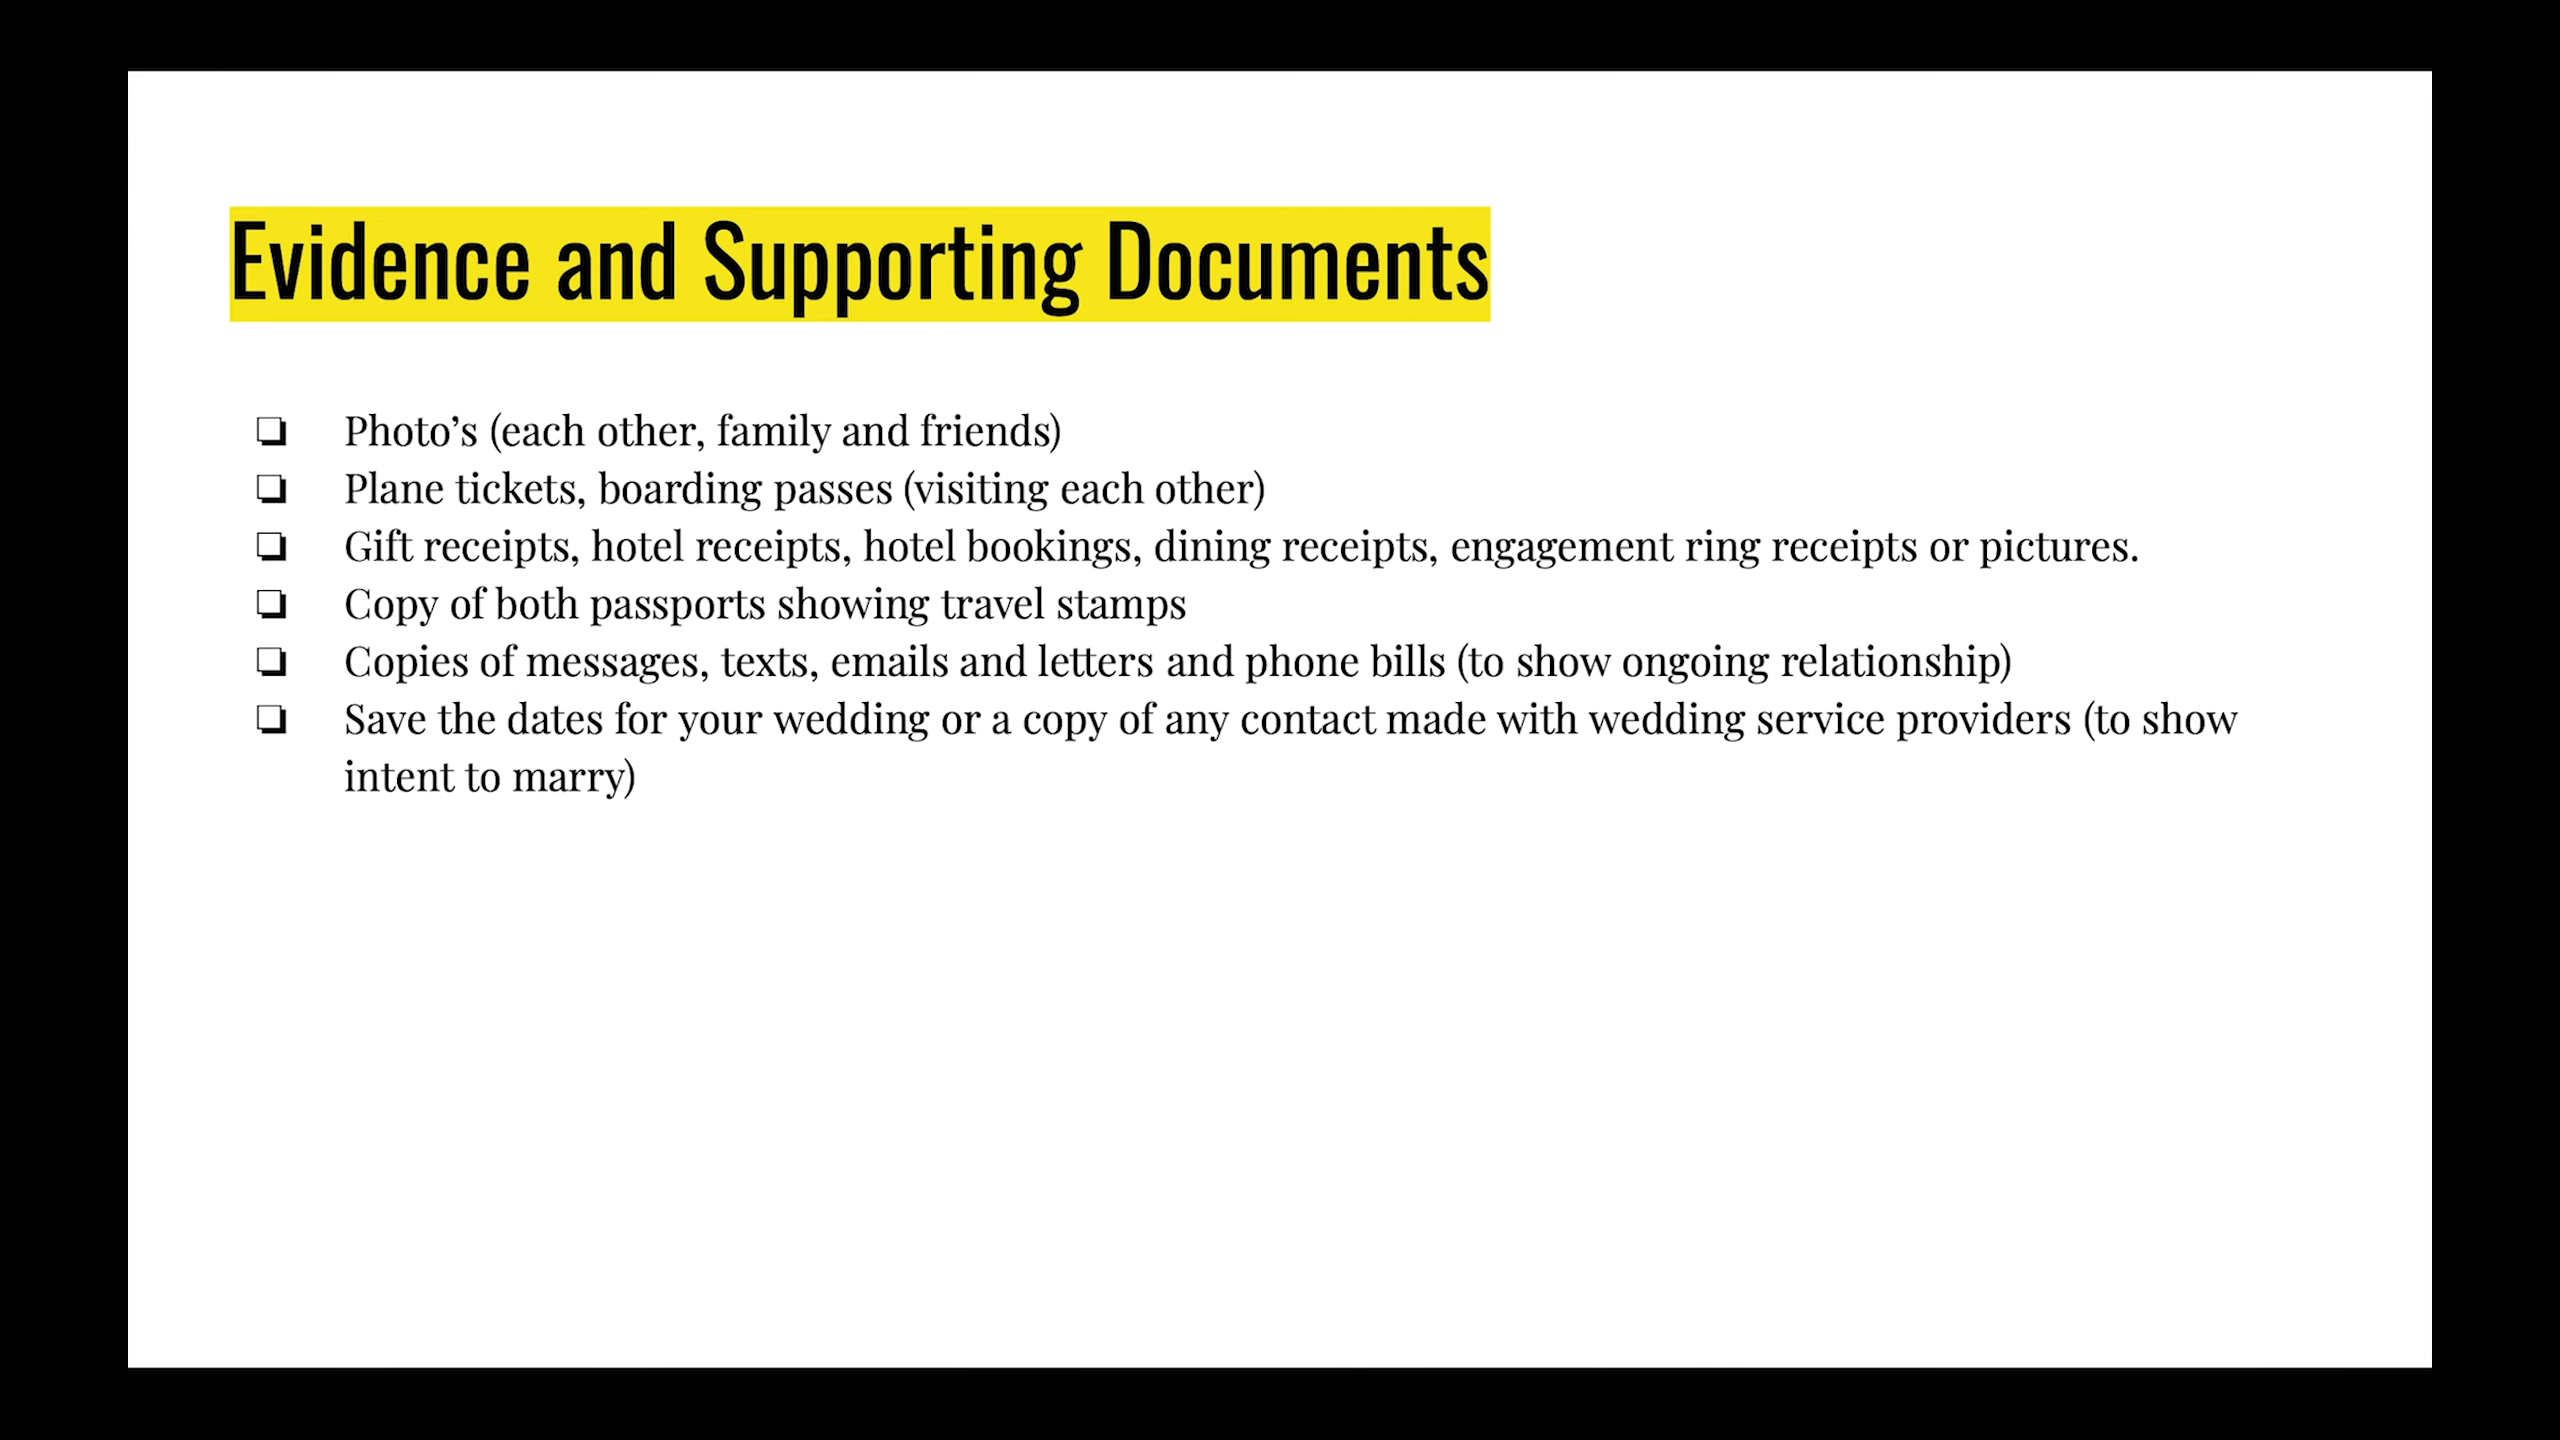 Evidence and Supporting Documents
❏ Photo’s (each other, family and friends)
❏ Plane tickets, boarding passes (visiting each other)
❏ Gift receipts, hotel receipts, hotel bookings, dining receipts, engagement ring receipts or pictures.
❏ Copy of both passports showing travel stamps
❏ Copies of messages, texts, emails and letters and phone bills (to show ongoing relationship)
❏ Save the dates for your wedding or a copy of any contact made with wedding service providers (to show
intent to marry)